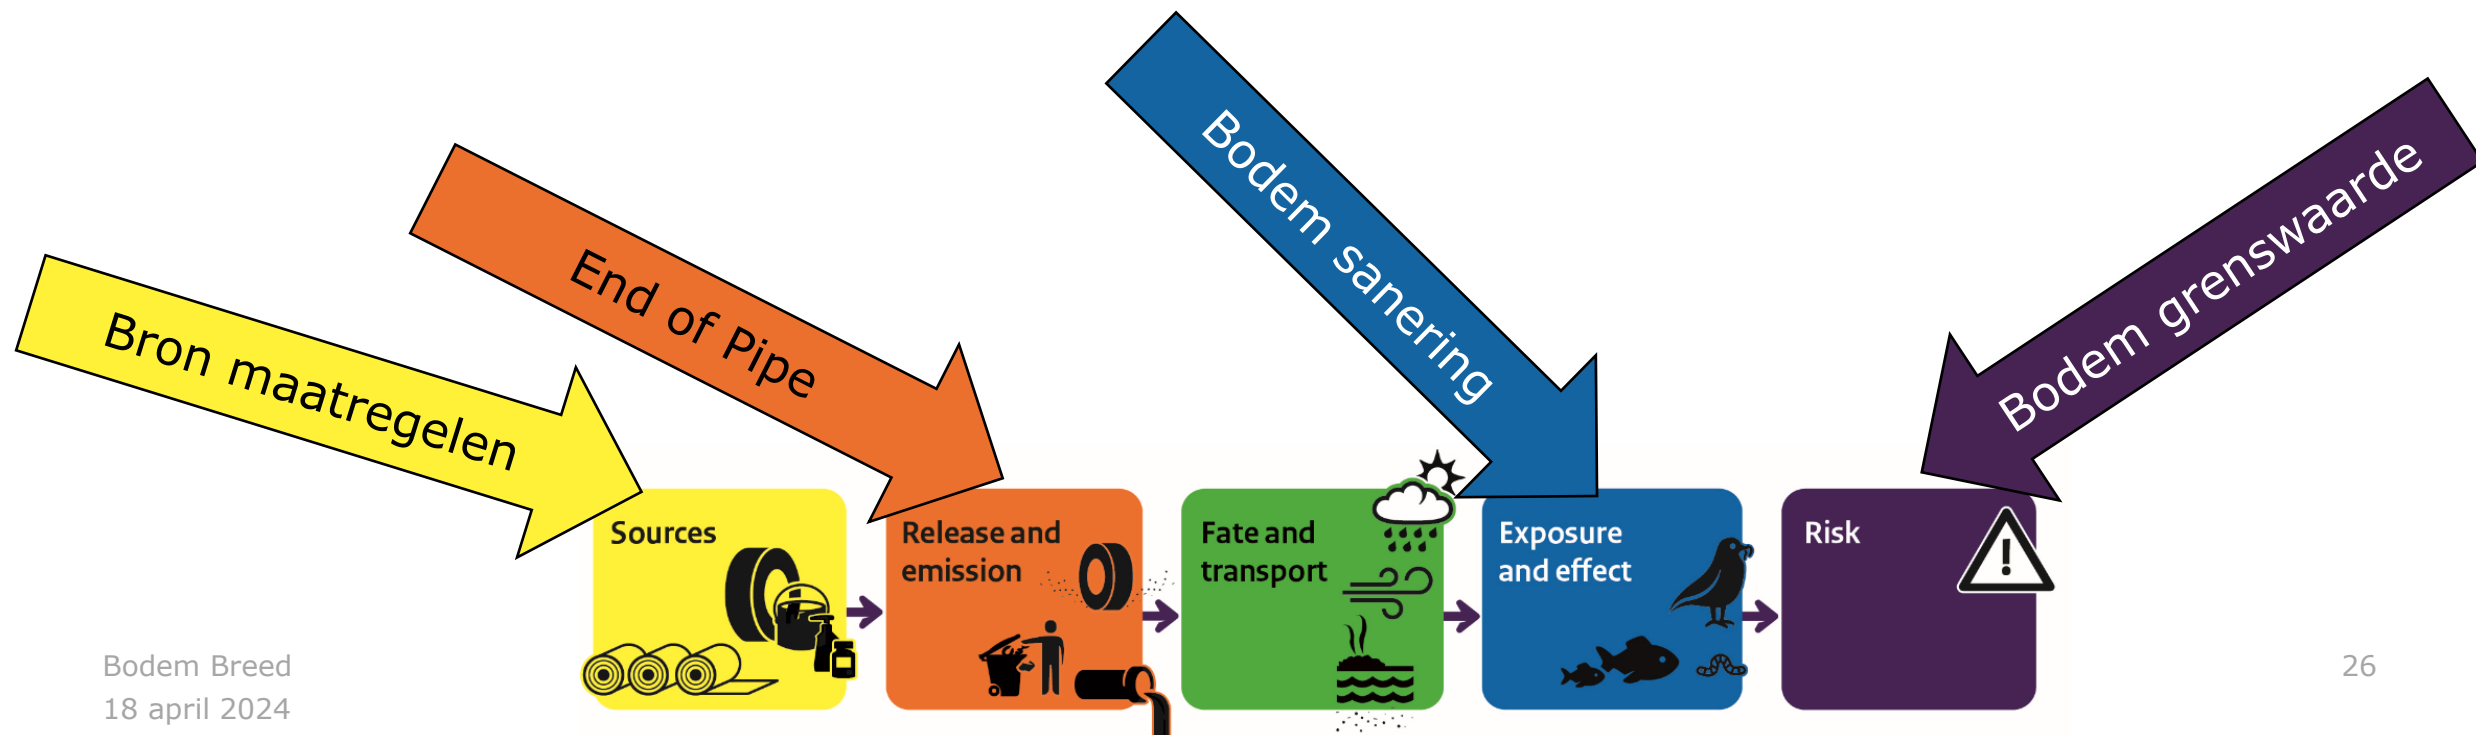 Bron maatregelen
End of Pipe
Bodem sanering
Bodem grenswaarde
Sources
Release and
emission
Fate and
transport
Exposure
and effect
Risk
Bodem Breed
18 april 2024
26